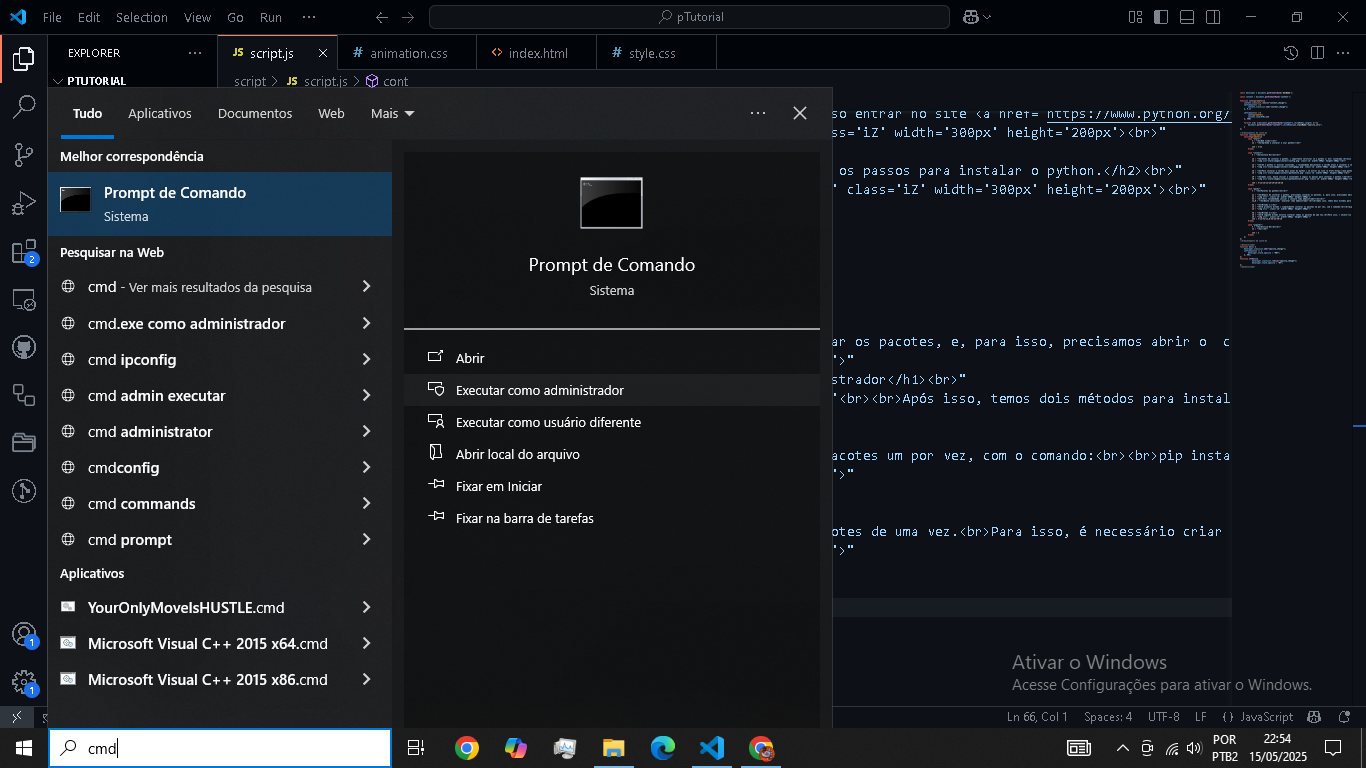 File Edit Selection View Go Run ··· pTutorial
EXPLORER ···
JS script.js
# animation.css
<> index.html
# style.css
PTUTORIAL
script > JS script.js > cont
Tudo Aplicativos Documentos Web Mais ···
Melhor correspondência
Prompt de Comando
Sistema
Pesquisar na Web
cmd - Ver mais resultados da pesquisa
cmd.exe como administrador
cmd ipconfig
cmd admin executar
cmd administrator
cmdconfig
cmd commands
cmd prompt
Aplicativos
YourOnlyMoveIsHUSTLE.cmd
Microsoft Visual C++ 2015 x64.cmd
Microsoft Visual C++ 2015 x86.cmd
Prompt de Comando
Sistema
Abrir
Executar como administrador
Executar como usuário diferente
Abrir local do arquivo
Fixar em Iniciar
Fixar na barra de tarefas
so entrar no site <a href= https://www.python.org/
ss='iZ' width='300px' height='200px'><br>"
os passos para instalar o python.</h2><br>"
' class='iZ' width='300px' height='200px'><br>"
ar os pacotes, e, para isso, precisamos abrir o c
'>"
strador</h1><br>"
'<br><br>Após isso, temos dois métodos para instal
acotes um por vez, com o comando:<br><br>pip insta
'>"
otes de uma vez.<br>Para isso, é necessário criar
'>"
Ativar o Windows
Acesse Configurações para ativar o Windows.
2
1
1
Ln 66, Col 1 Spaces: 4 UTF-8 LF {} JavaScript
cmd
POR
PTB2
22:54
15/05/2025